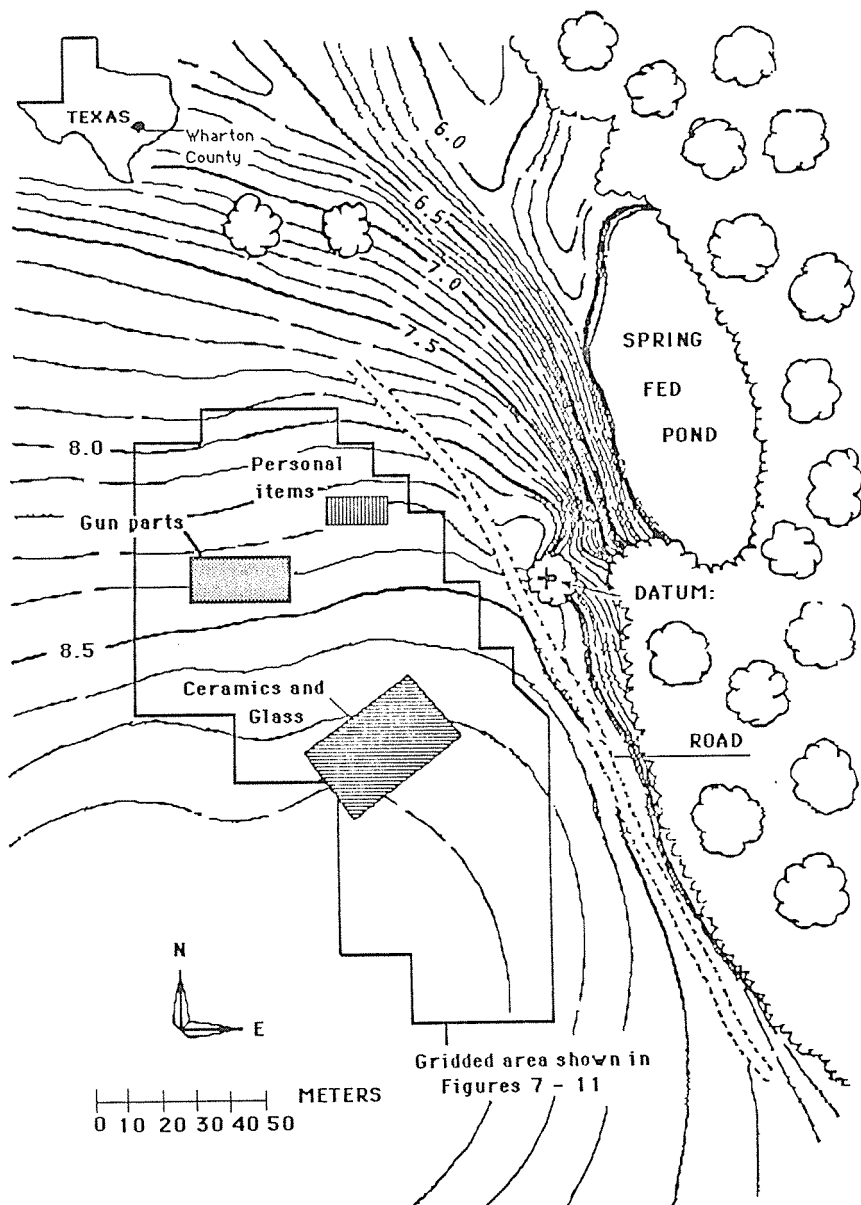 TEXAS
Wharton
County
6.0
6.5
7.0
7.5
SPRING
FED
POND
8.0
Personal
items
Gun parts
DATUM:
8.5
Ceramics and
Glass
ROAD
N
E
Gridded area shown in
Figures 7 - 11
METERS
0 10 20 30 40 50